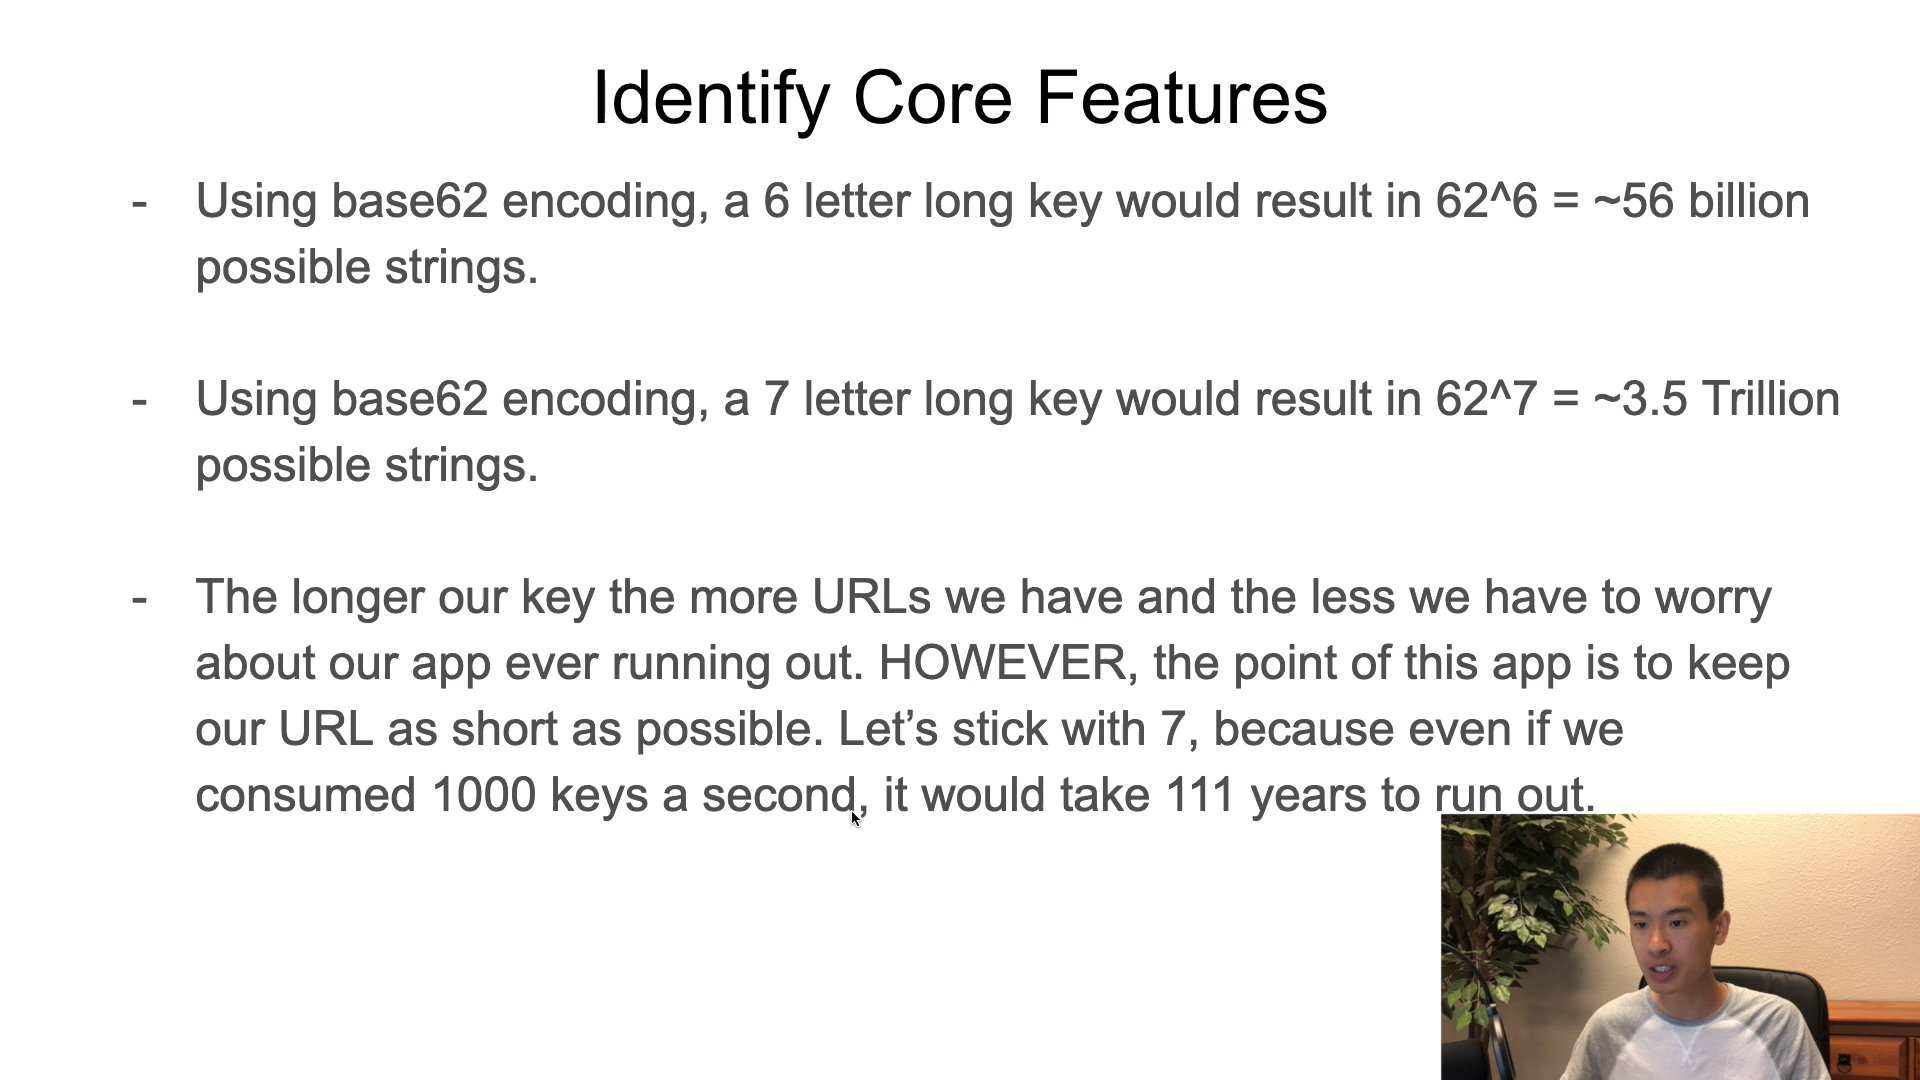 Identify Core Features
- Using base62 encoding, a 6 letter long key would result in 62^6 = ~56 billion
possible strings.
- Using base62 encoding, a 7 letter long key would result in 62^7 = ~3.5 Trillion
possible strings.
- The longer our key the more URLs we have and the less we have to worry
about our app ever running out. HOWEVER, the point of this app is to keep
our URL as short as possible. Let’s stick with 7, because even if we
consumed 1000 keys a second, it would take 111 years to run out.